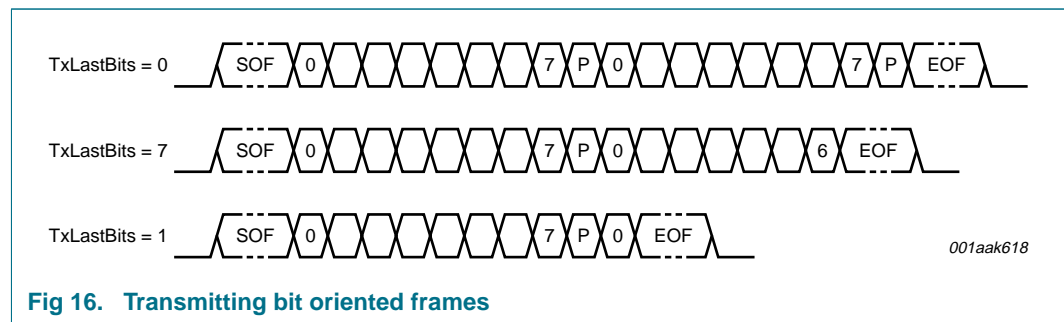 TxLastBits = 0 SOF 0 7 P 0 7 P EOF
TxLastBits = 7 SOF 0 7 P 0 6 EOF
TxLastBits = 1 SOF 0 7 P 0 EOF
001aak618
Fig 16. Transmitting bit oriented frames